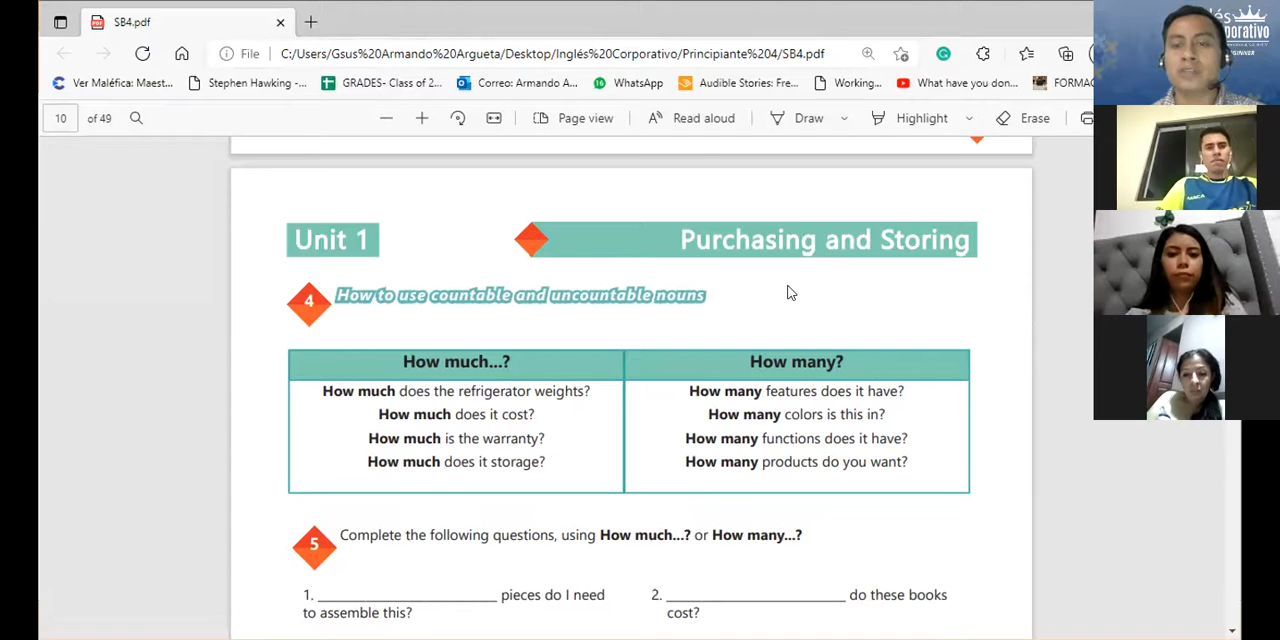 SB4.pdf
File
C:/Users/Gsus%20Armando%20Argueta/Desktop/Inglés%20Corporativo/Principiante%204/SB4.pdf
Ver Maléfica: Maest...
Stephen Hawking -...
GRADES- Class of 2...
Correo: Armando A...
16
WhatsApp
Audible Stories: Fre...
Working...
What have you don...
FORMAC
10
of 49
Page view
Read aloud
Draw
Highlight
Erase
Unit 1
Purchasing and Storing
4
How to use countable and uncountable nouns
How much...?
How many?
How much does the refrigerator weights?
How many features does it have?
How much does it cost?
How many colors is this in?
How much is the warranty?
How many functions does it have?
How much does it storage?
How many products do you want?
5
Complete the following questions, using How much...? or How many...?
1. ______________________ pieces do I need
to assemble this?
2. ______________________ do these books
cost?
lés
rporativo